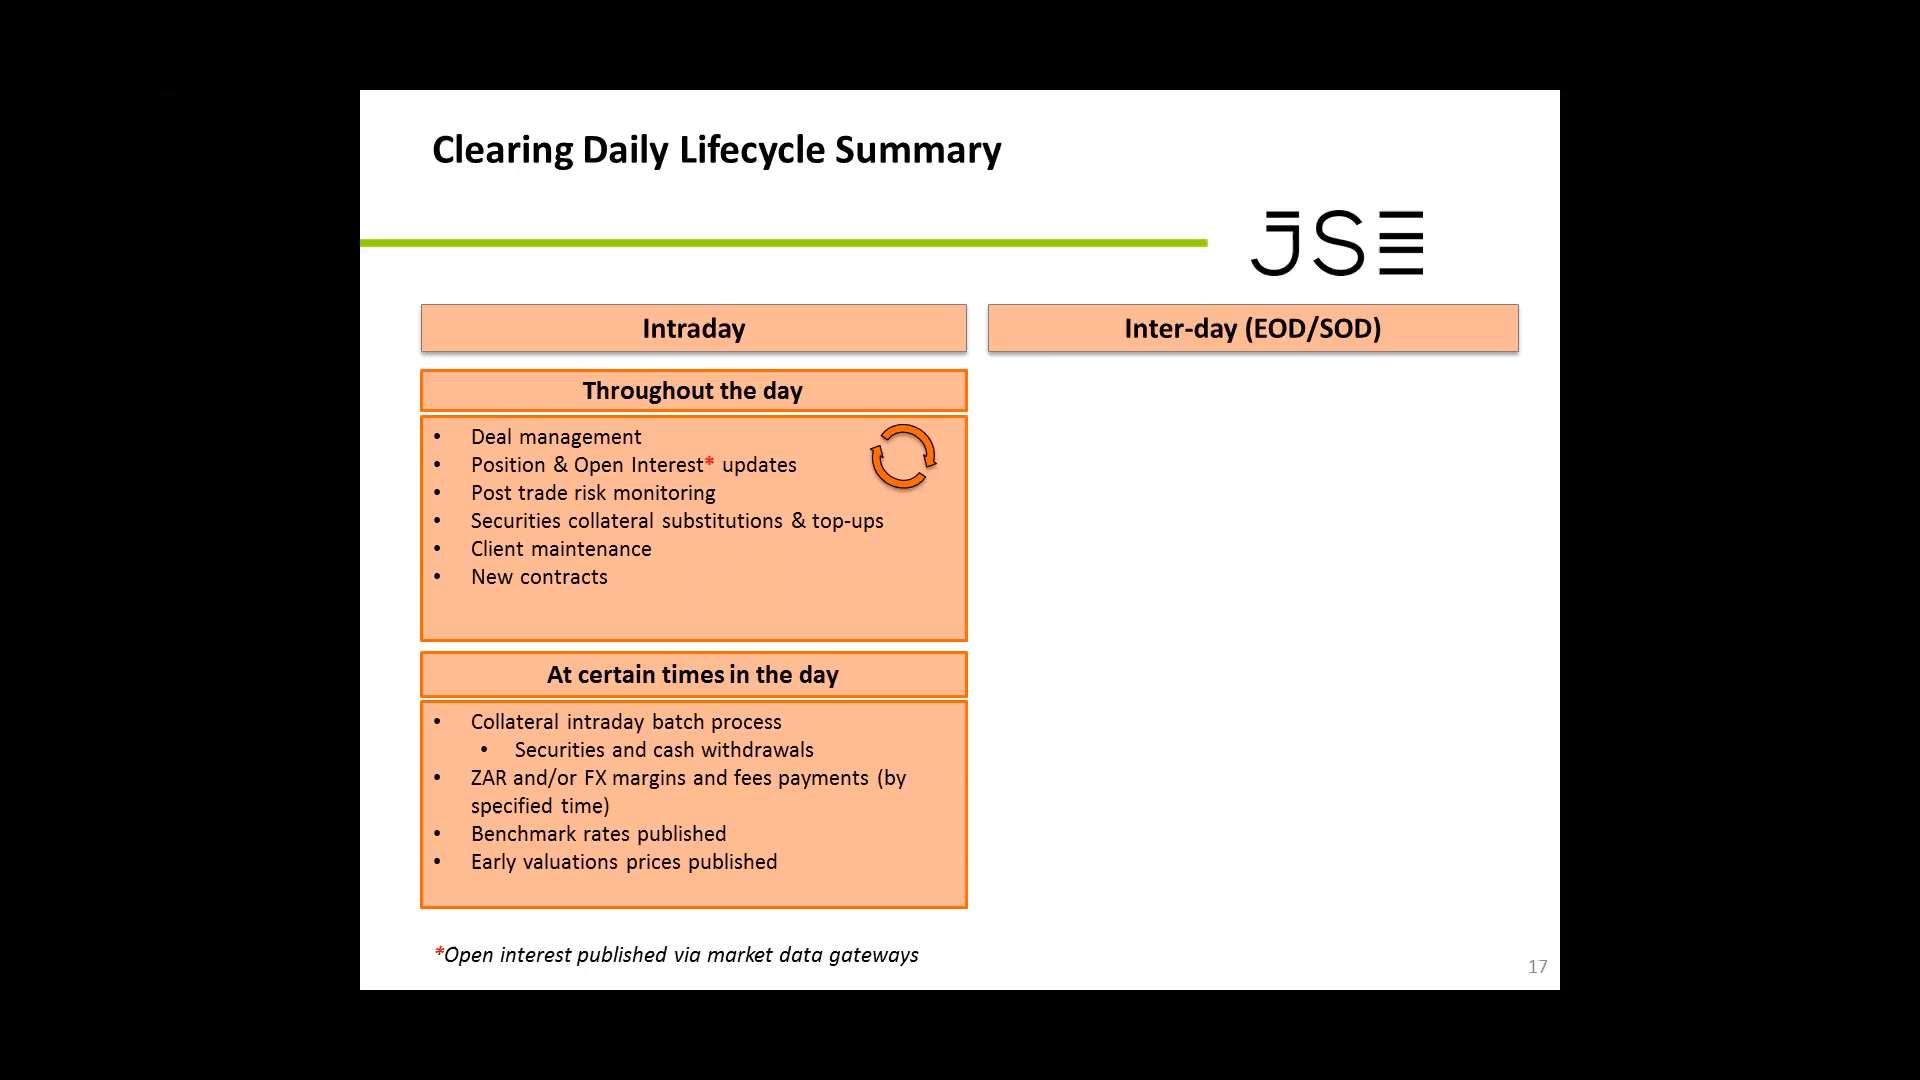 Clearing Daily Lifecycle Summary
JSE
Intraday
Inter-day (EOD/SOD)
Throughout the day
• Deal management
• Position & Open Interest* updates
• Post trade risk monitoring
• Securities collateral substitutions & top-ups
• Client maintenance
• New contracts
At certain times in the day
• Collateral intraday batch process
• Securities and cash withdrawals
• ZAR and/or FX margins and fees payments (by
specified time)
• Benchmark rates published
• Early valuations prices published
*Open interest published via market data gateways
17